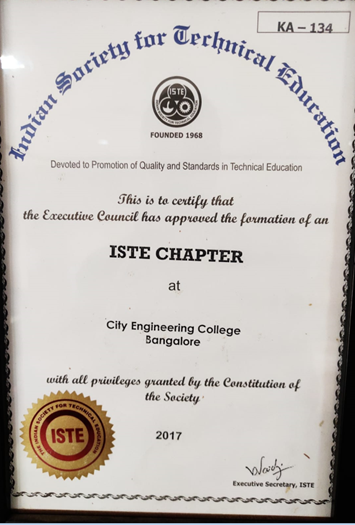 KA – 134
Indian Society for Technical Education
ISTE
FOUNDED 1968
Devoted to Promotion of Quality and Standards in Technical Education
This is to certify that
the Executive Council has approved the formation of an
ISTE CHAPTER
at
City Engineering College
Bangalore
with all privileges granted by the Constitution of
the Society
THE INDIAN SOCIETY FOR TECHNICAL EDUCATION
ISTE
2017
Executive Secretary, ISTE